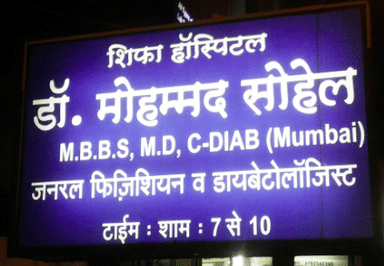 शिफा हॉस्पिटल
डॉ. मोहम्मद सोहेल
M.B.B.S, M.D, C-DIAB (Mumbai)
जनरल फिज़िशियन व डायबेटोलॉजिस्ट
टाईम : शाम : 7 से 10